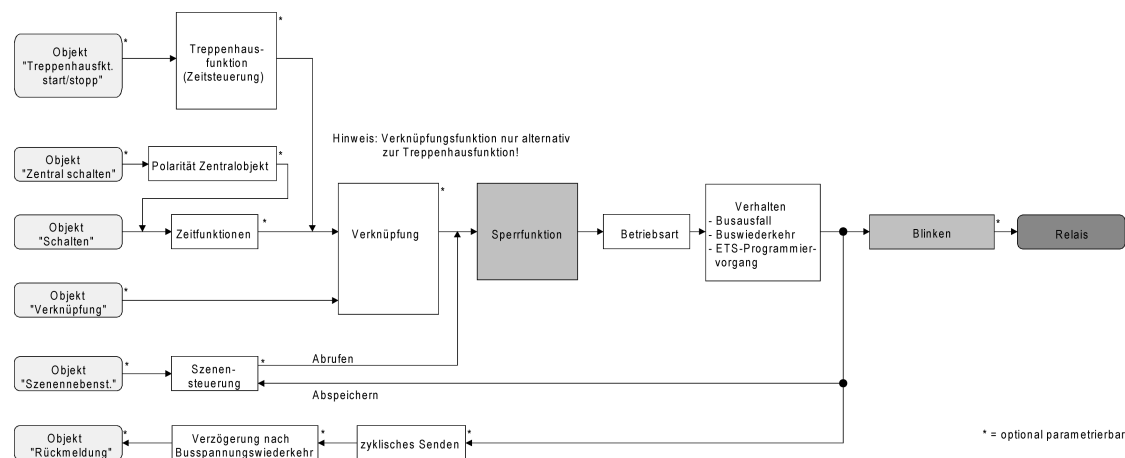 Objekt
"Treppenhausfkt.
start/stopp"
*
Treppenhaus-
funktion
(Zeitsteuerung)
*
Hinweis: Verknüpfungsfunktion nur alternativ
zur Treppenhausfunktion!
Objekt
"Zentral schalten"
*
Polarität Zentralobjekt
*
Objekt
"Schalten"
*
Zeitfunktionen
*
Verknüpfung
*
Sperrfunktion
Betriebsart
Verhalten
- Busausfall
- Buswiederkehr
- ETS-Programmier-
vorgang
Blinken
*
Relais
Objekt
"Verknüpfung"
*
Objekt
"Szenennebenst."
*
Szenen-
steuerung
*
Abrufen
Abspeichern
Objekt
"Rückmeldung"
*
Verzögerung nach
Busspannungswiederkehr
*
zyklisches Senden
*
* = optional parametrierbar